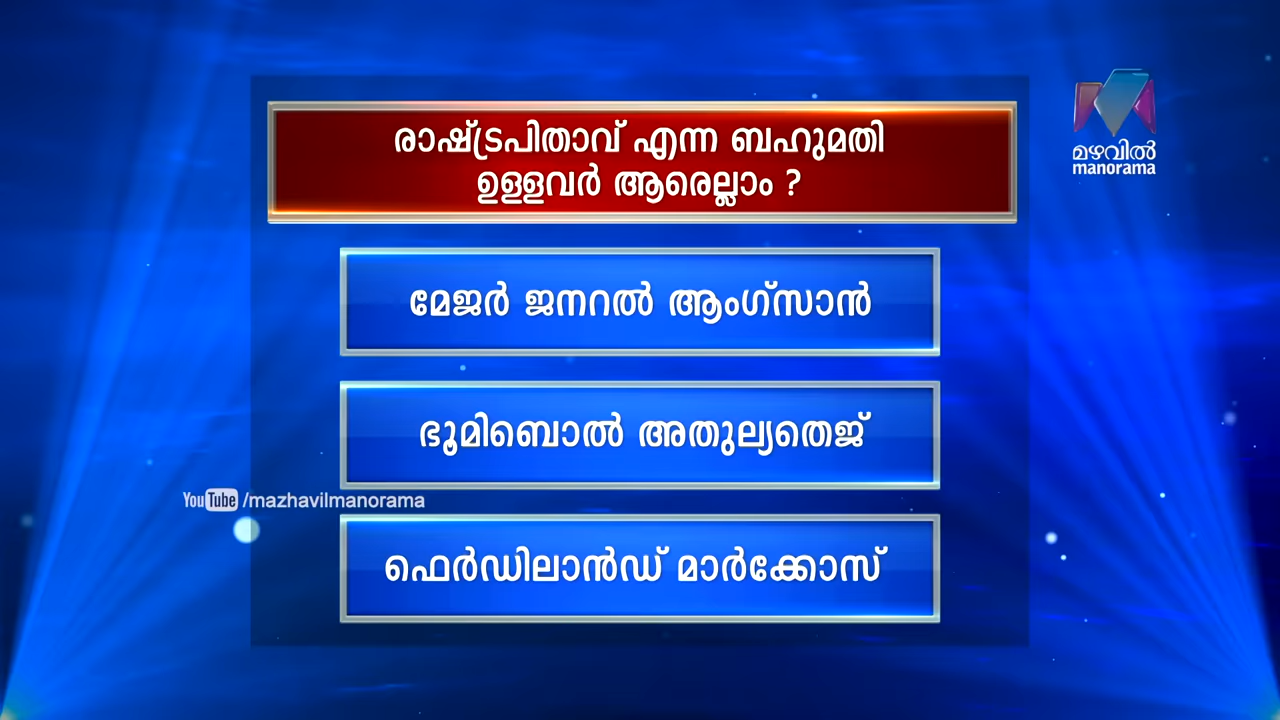 മഴവിൽ
manorama
രാഷ്ട്രപിതാവ് എന്ന ബഹുമതി
ഉള്ളവർ ആരെല്ലാം ?
മേജർ ജനറൽ ആംഗ്സാൻ
ഭൂമിബൊൽ അതുല്യതെജ്
YouTube /mazhavilmanorama
ഫെർഡിലാൻഡ് മാർക്കോസ്